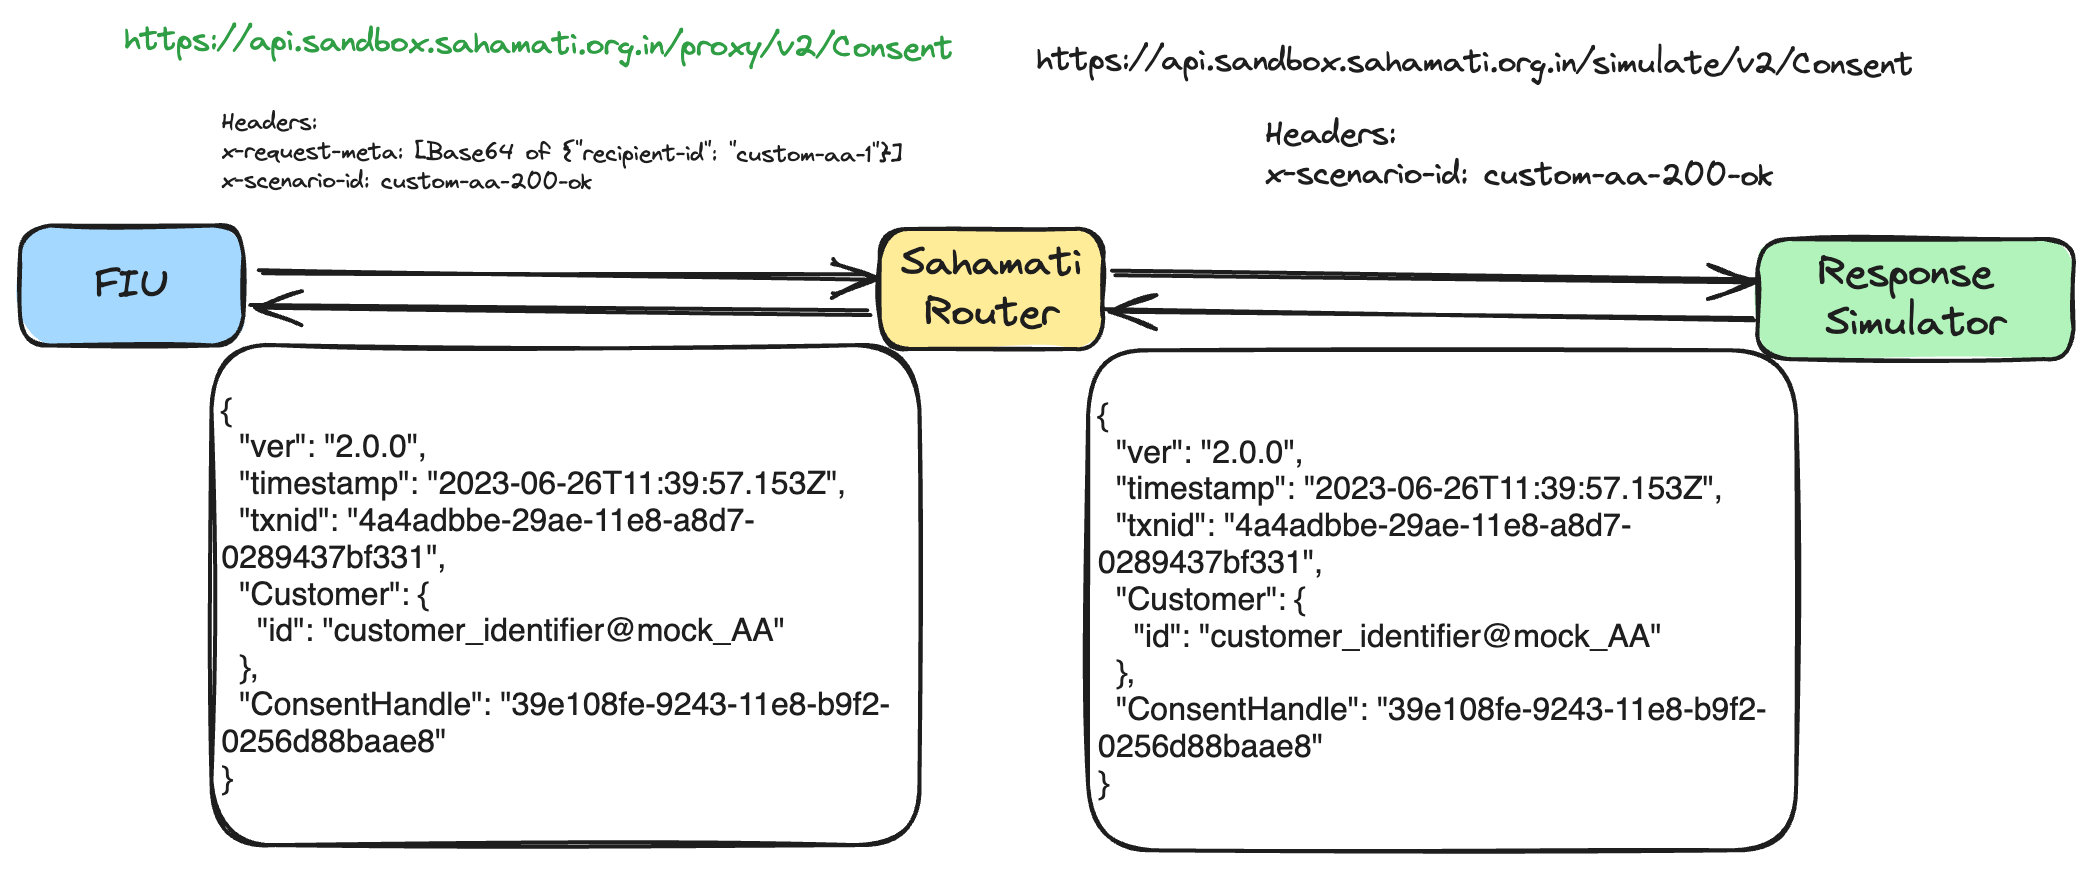 https://api.sandbox.sahamati.org.in/proxy/v2/Consent
https://api.sandbox.sahamati.org.in/simulate/v2/Consent
Headers:
x-request-meta: [Base64 of {"recipient-id": "custom-aa-1"}]
x-scenario-id: custom-aa-200-ok
Headers:
x-scenario-id: custom-aa-200-ok
FIU
Sahamati
Router
Response
Simulator
{
"ver": "2.0.0",
"timestamp": "2023-06-26T11:39:57.153Z",
"txnid": "4a4adbbe-29ae-11e8-a8d7-
0289437bf331",
"Customer": {
"id": "customer_identifier@mock_AA"
},
"ConsentHandle": "39e108fe-9243-11e8-b9f2-
0256d88baae8"
}
{
"ver": "2.0.0",
"timestamp": "2023-06-26T11:39:57.153Z",
"txnid": "4a4adbbe-29ae-11e8-a8d7-
0289437bf331",
"Customer": {
"id": "customer_identifier@mock_AA"
},
"ConsentHandle": "39e108fe-9243-11e8-b9f2-
0256d88baae8"
}